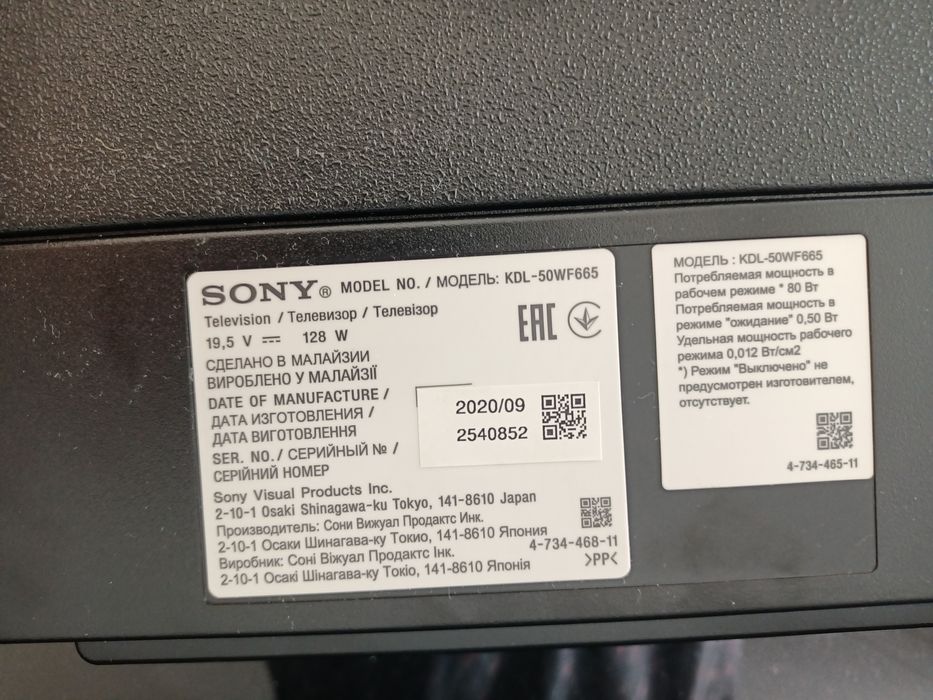 SONY® MODEL NO. / МОДЕЛЬ: KDL-50WF665
Television / Телевизор / Телевізор
19,5 V ⎓ 128 W
EAC
СДЕЛАНО В МАЛАЙЗИИ
ВИРОБЛЕНО У МАЛАЙЗІЇ
DATE OF MANUFACTURE /
ДАТА ИЗГОТОВЛЕНИЯ /
ДАТА ВИГОТОВЛЕННЯ
2020/09
SER. NO./ СЕРИЙНЫЙ № /
СЕРІЙНИЙ НОМЕР
2540852
Sony Visual Products Inc.
2-10-1 Osaki Shinagawa-ku Tokyo, 141-8610 Japan
Производитель: Сони Вижуал Продактс Инк.
2-10-1 Осаки Шинагава-ку Токио, 141-8610 Япония
Виробник: Соні Віжуал Продактс Інк.
2-10-1 Осакі Шінагава-ку Токіо, 141-8610 Японія
4-734-468-11
>PP<
МОДЕЛЬ : KDL-50WF665
Потребляемая мощность в
рабочем режиме * 80 Вт
Потребляемая мощность в
режиме "ожидание" 0,50 Вт
Удельная мощность рабочего
режима 0,012 Вт/см2
*) Режим "Выключено" не
предусмотрен изготовителем,
отсутствует.
4-734-465-11